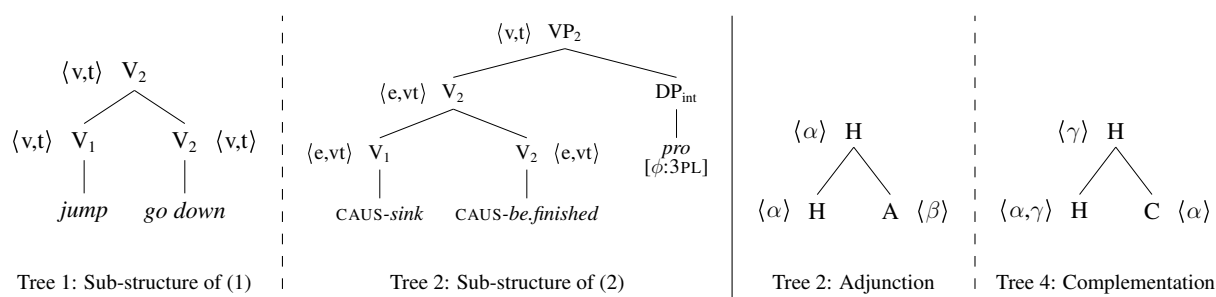 ⟨v,t⟩ V₂
⟨v,t⟩ V₁ V₂ ⟨v,t⟩
jump go down
Tree 1: Sub-structure of (1)
⟨v,t⟩ VP₂
⟨e,vt⟩ V₂ DP_int
⟨e,vt⟩ V₁ V₂ ⟨e,vt⟩ pro
[ϕ:3PL]
CAUS-sink CAUS-be.finished
Tree 2: Sub-structure of (2)
⟨α⟩ H
⟨α⟩ H A ⟨β⟩
Tree 2: Adjunction
⟨γ⟩ H
⟨α,γ⟩ H C ⟨α⟩
Tree 4: Complementation